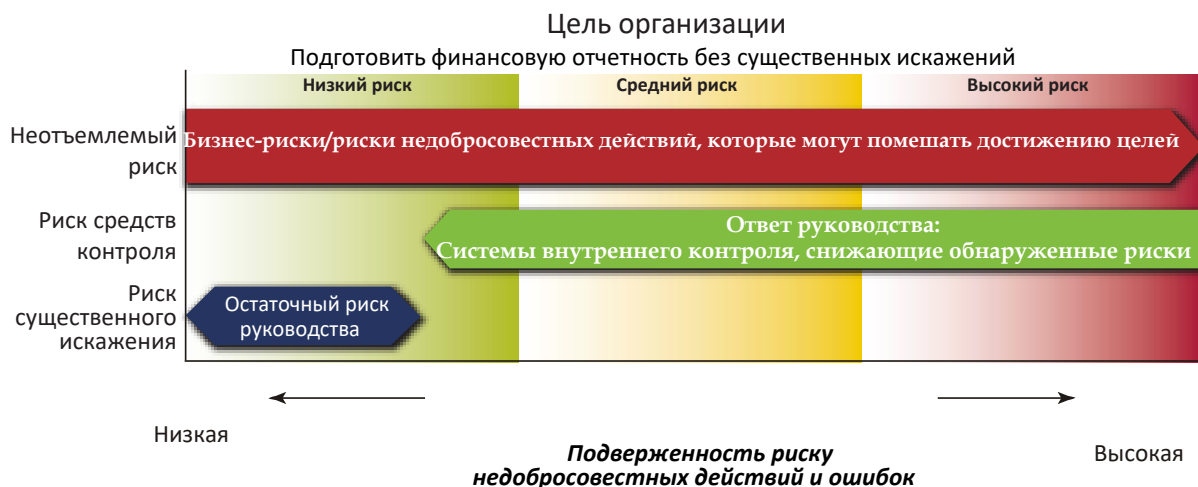 Цель организации
Подготовить финансовую отчетность без существенных искажений
Низкий риск
Средний риск
Высокий риск
Неотъемлемый
риск
Бизнес-риски/риски недобросовестных действий, которые могут помешать достижению целей
Риск средств
контроля
Ответ руководства:
Системы внутреннего контроля, снижающие обнаруженные риски
Риск
существенного
искажения
Остаточный риск
руководства
Низкая
Подверженность риску
недобросовестных действий и ошибок
Высокая